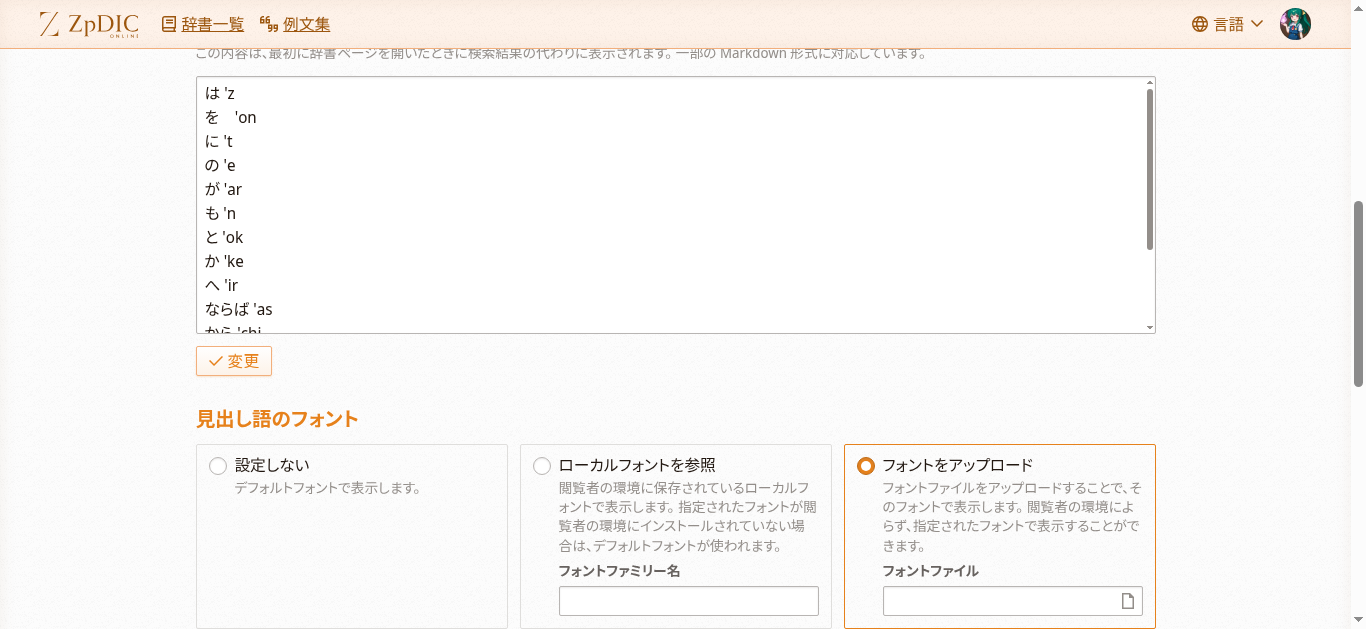 ZpDIC ONLINE 辞書一覧 例文集 言語
この内容は、最初に辞書ページを開いたときに検索結果の代わりに表示されます。一部の Markdown 形式に対応しています。
は 'z
を　'on
に 't
の 'e
が 'ar
も 'n
と 'ok
か 'ke
へ 'ir
ならば 'as
から 'chi
変更
見出し語のフォント
設定しない
デフォルトフォントで表示します。
ローカルフォントを参照
閲覧者の環境に保存されているローカルフ
ォントで表示します。指定されたフォントが閲
覧者の環境にインストールされていない場
合は、デフォルトフォントが使われます。
フォントファミリー名
フォントをアップロード
フォントファイルをアップロードすることで、そ
のフォントで表示します。閲覧者の環境によ
らず、指定されたフォントで表示することがで
きます。
フォントファイル